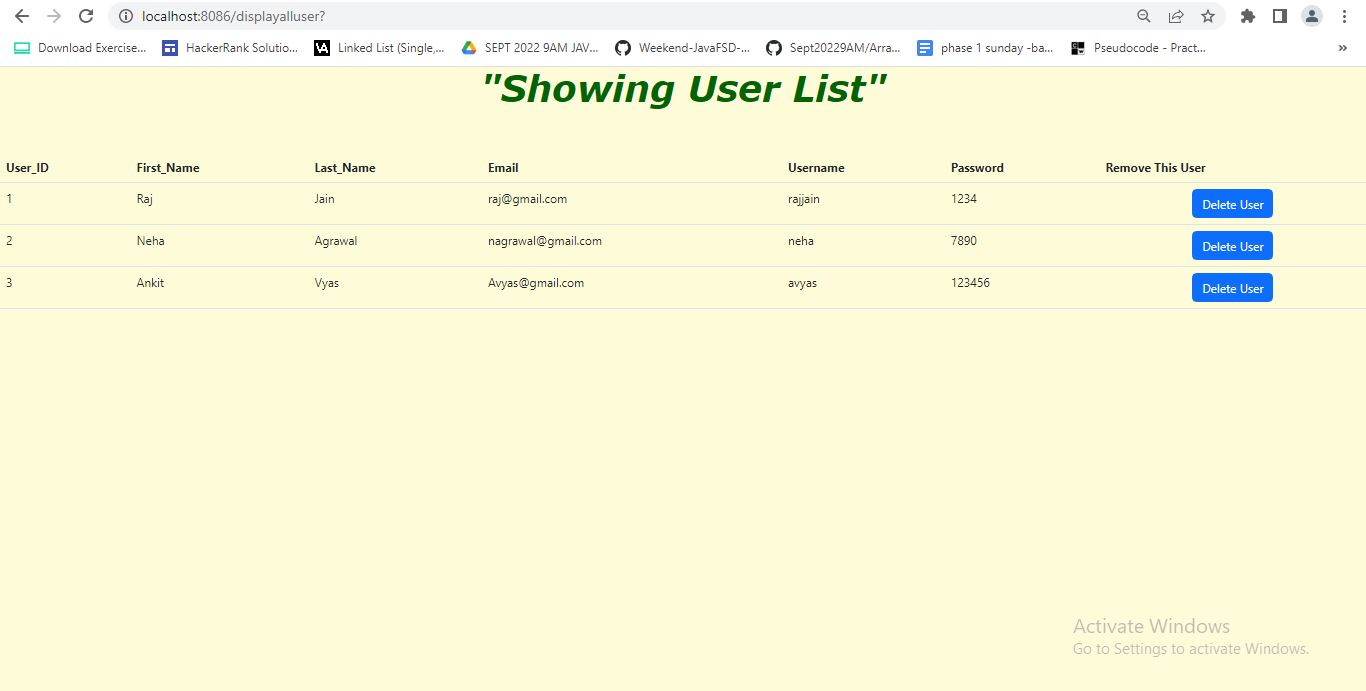 localhost:8086/displayalluser?
Download Exercise... HackerRank Solutio... Linked List (Single,... SEPT 2022 9AM JAV... Weekend-JavaFSD-... Sept20229AM/Arra... phase 1 sunday -ba... Pseudocode - Pract... »
"Showing User List"
User_ID First_Name Last_Name Email Username Password Remove This User
1 Raj Jain raj@gmail.com rajjain 1234 Delete User
2 Neha Agrawal nagrawal@gmail.com neha 7890 Delete User
3 Ankit Vyas Avyas@gmail.com avyas 123456 Delete User
Activate Windows
Go to Settings to activate Windows.